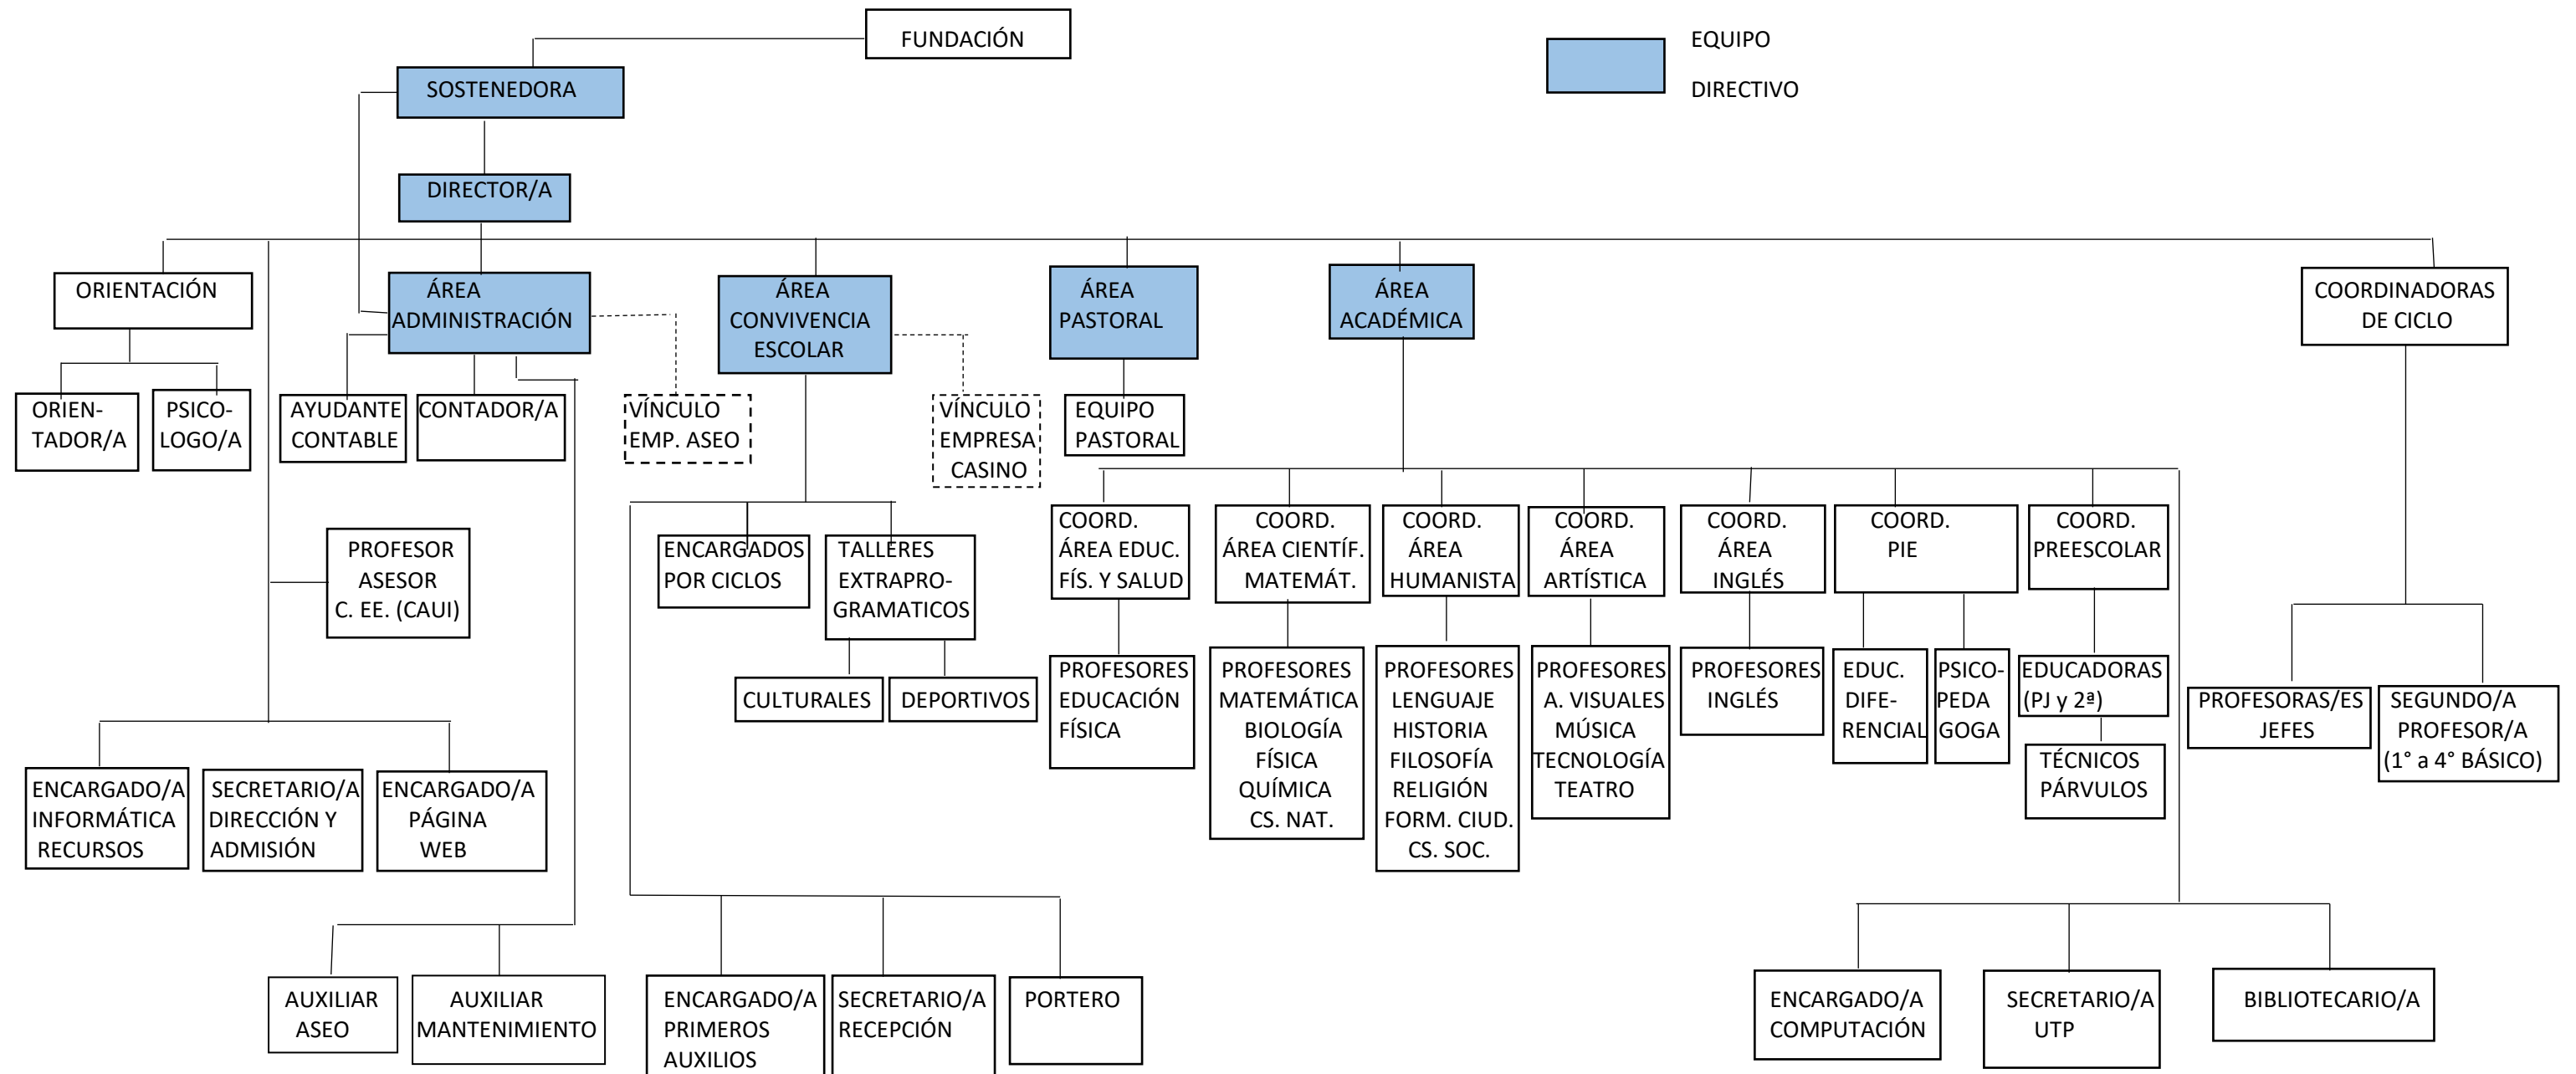 FUNDACIÓN
EQUIPO
DIRECTIVO
SOSTENEDORA
DIRECTOR/A
ORIENTACIÓN
ÁREA
ADMINISTRACIÓN
ÁREA
CONVIVENCIA
ESCOLAR
ÁREA
PASTORAL
ÁREA
ACADÉMICA
COORDINADORAS
DE CICLO
ORIEN-
TADOR/A
PSICO-
LOGO/A
AYUDANTE
CONTABLE
CONTADOR/A
VÍNCULO
EMP. ASEO
VÍNCULO
EMPRESA
CASINO
EQUIPO
PASTORAL
PROFESOR
ASESOR
C. EE. (CAUI)
ENCARGADOS
POR CICLOS
TALLERES
EXTRAPRO-
GRAMATICOS
COORD.
ÁREA EDUC.
FÍS. Y SALUD
COORD.
ÁREA CIENTÍF.
MATEMÁT.
COORD.
ÁREA
HUMANISTA
COORD.
ÁREA
ARTÍSTICA
COORD.
ÁREA
INGLÉS
COORD.
PIE
COORD.
PREESCOLAR
CULTURALES
DEPORTIVOS
PROFESORES
EDUCACIÓN
FÍSICA
PROFESORES
MATEMÁTICA
BIOLOGÍA
FÍSICA
QUÍMICA
CS. NAT.
PROFESORES
LENGUAJE
HISTORIA
FILOSOFÍA
RELIGIÓN
FORM. CIUD.
CS. SOC.
PROFESORES
A. VISUALES
MÚSICA
TECNOLOGÍA
TEATRO
PROFESORES
INGLÉS
EDUC.
DIFE-
RENCIAL
PSICO-
PEDA
GOGA
EDUCADORAS
(PJ y 2ª)
TÉCNICOS
PÁRVULOS
PROFESORAS/ES
JEFES
SEGUNDO/A
PROFESOR/A
(1° a 4° BÁSICO)
ENCARGADO/A
INFORMÁTICA
RECURSOS
SECRETARIO/A
DIRECCIÓN Y
ADMISIÓN
ENCARGADO/A
PÁGINA
WEB
AUXILIAR
ASEO
AUXILIAR
MANTENIMIENTO
ENCARGADO/A
PRIMEROS
AUXILIOS
SECRETARIO/A
RECEPCIÓN
PORTERO
ENCARGADO/A
COMPUTACIÓN
SECRETARIO/A
UTP
BIBLIOTECARIO/A